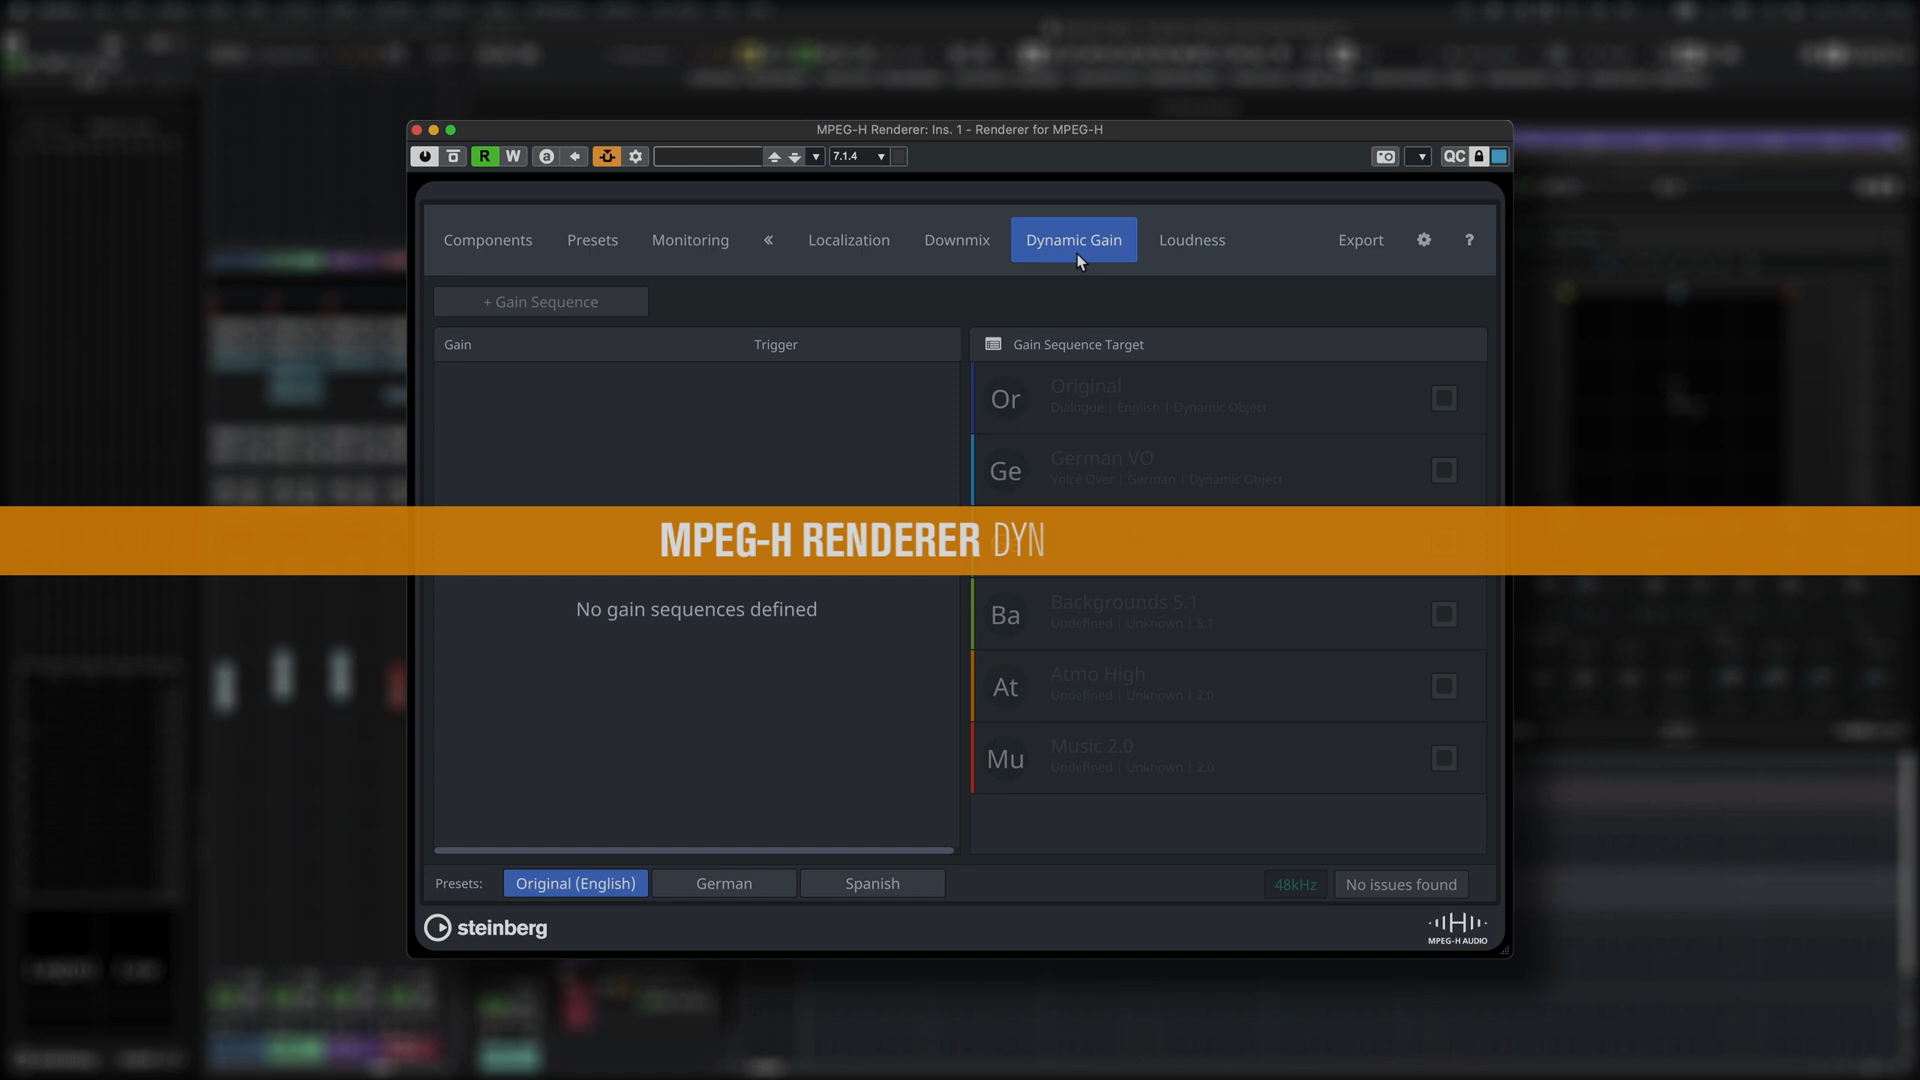 MPEG-H Renderer: Ins. 1 - Renderer for MPEG-H
R W a 7.1.4 QC
Components Presets Monitoring « Localization Downmix Dynamic Gain Loudness Export ?
+ Gain Sequence
Gain Trigger
Gain Sequence Target
Or Original
Dialogue | English | Dynamic Object
Ge German VO
Voice Over | German | Dynamic Object
MPEG-H RENDERER DYN
No gain sequences defined
Ba Backgrounds 5.1
Undefined | Unknown | 5.1
At Atmo High
Undefined | Unknown | 2.0
Mu Music 2.0
Undefined | Unknown | 2.0
Presets: Original (English) German Spanish 48kHz No issues found
steinberg
MPEG-H AUDIO